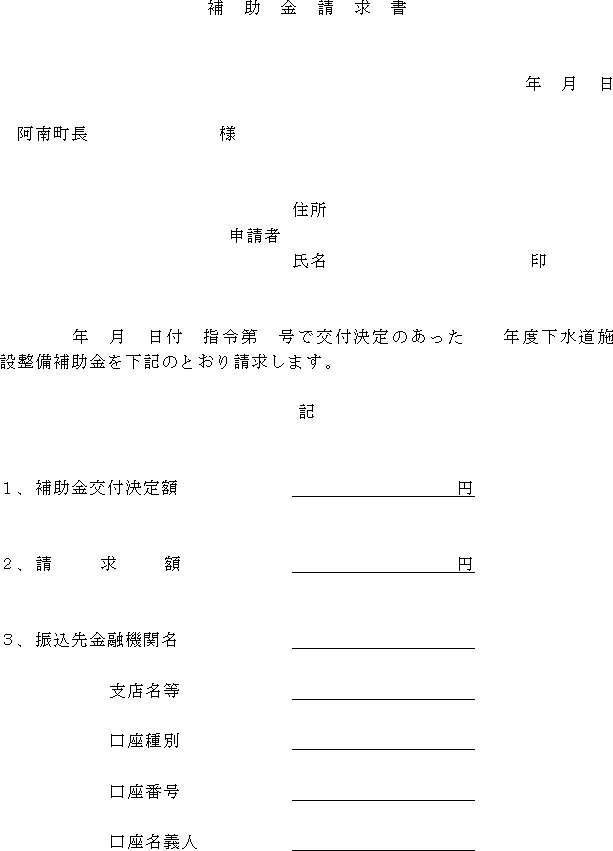 補　助　金　請　求　書
年　月　日
阿南町長　　　　　　　様
住所
申請者
氏名　　　　　　　　　　　印
年　月　日付　指令第　号で交付決定のあった　　年度下水道施
設整備補助金を下記のとおり請求します。
記
１、補助金交付決定額　　　　　　円
２、請　　求　　額　　　　　　円
３、振込先金融機関名
支店名等
口座種別
口座番号
口座名義人